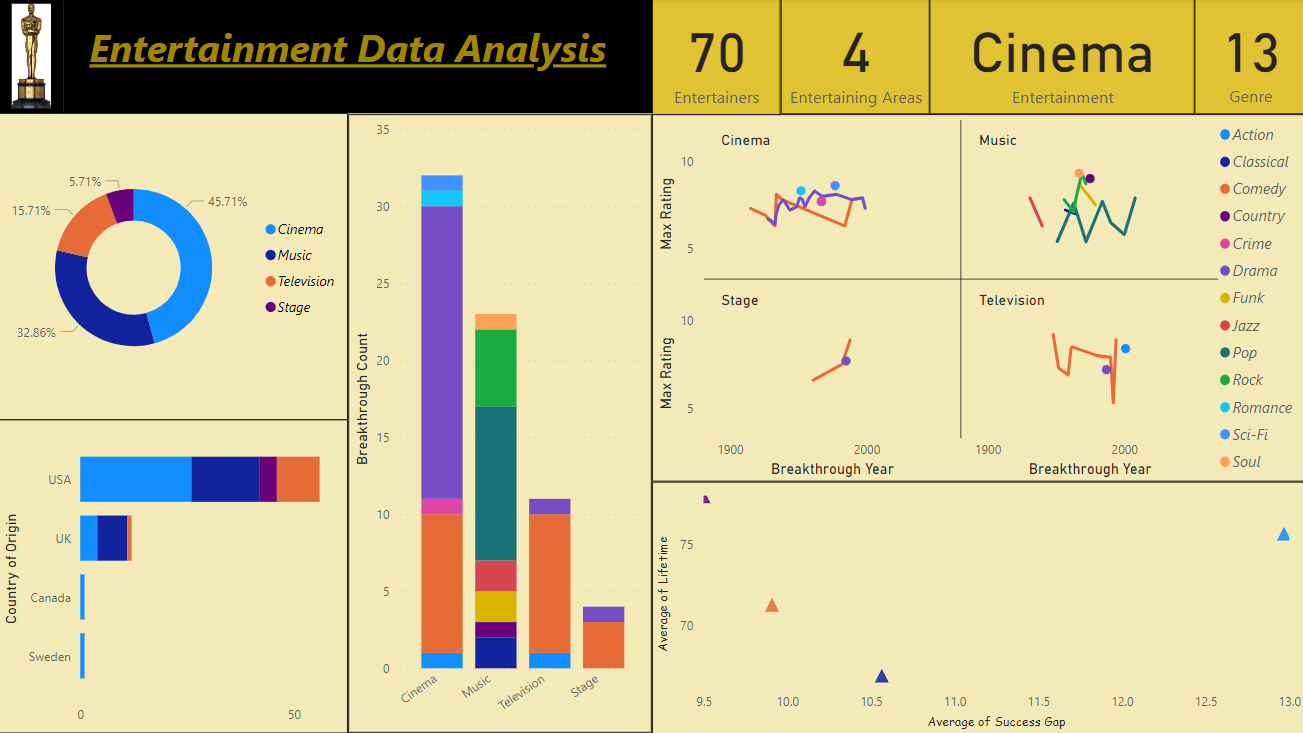 Entertainment Data Analysis
70
Entertainers
4
Entertaining Areas
Cinema
Entertainment
13
Genre
5.71%
15.71%
45.71%
32.86%
Cinema
Music
Television
Stage
Country of Origin
USA
UK
Canada
Sweden
0
50
Breakthrough Count
35
30
25
20
15
10
5
0
Cinema
Music
Television
Stage
Cinema
Music
Max Rating
10
5
Stage
Television
Max Rating
10
5
1900
2000
1900
2000
Breakthrough Year
Breakthrough Year
Action
Classical
Comedy
Country
Crime
Drama
Funk
Jazz
Pop
Rock
Romance
Sci-Fi
Soul
Average of Lifetime
75
70
9.5
10.0
10.5
11.0
11.5
12.0
12.5
13.0
Average of Success Gap